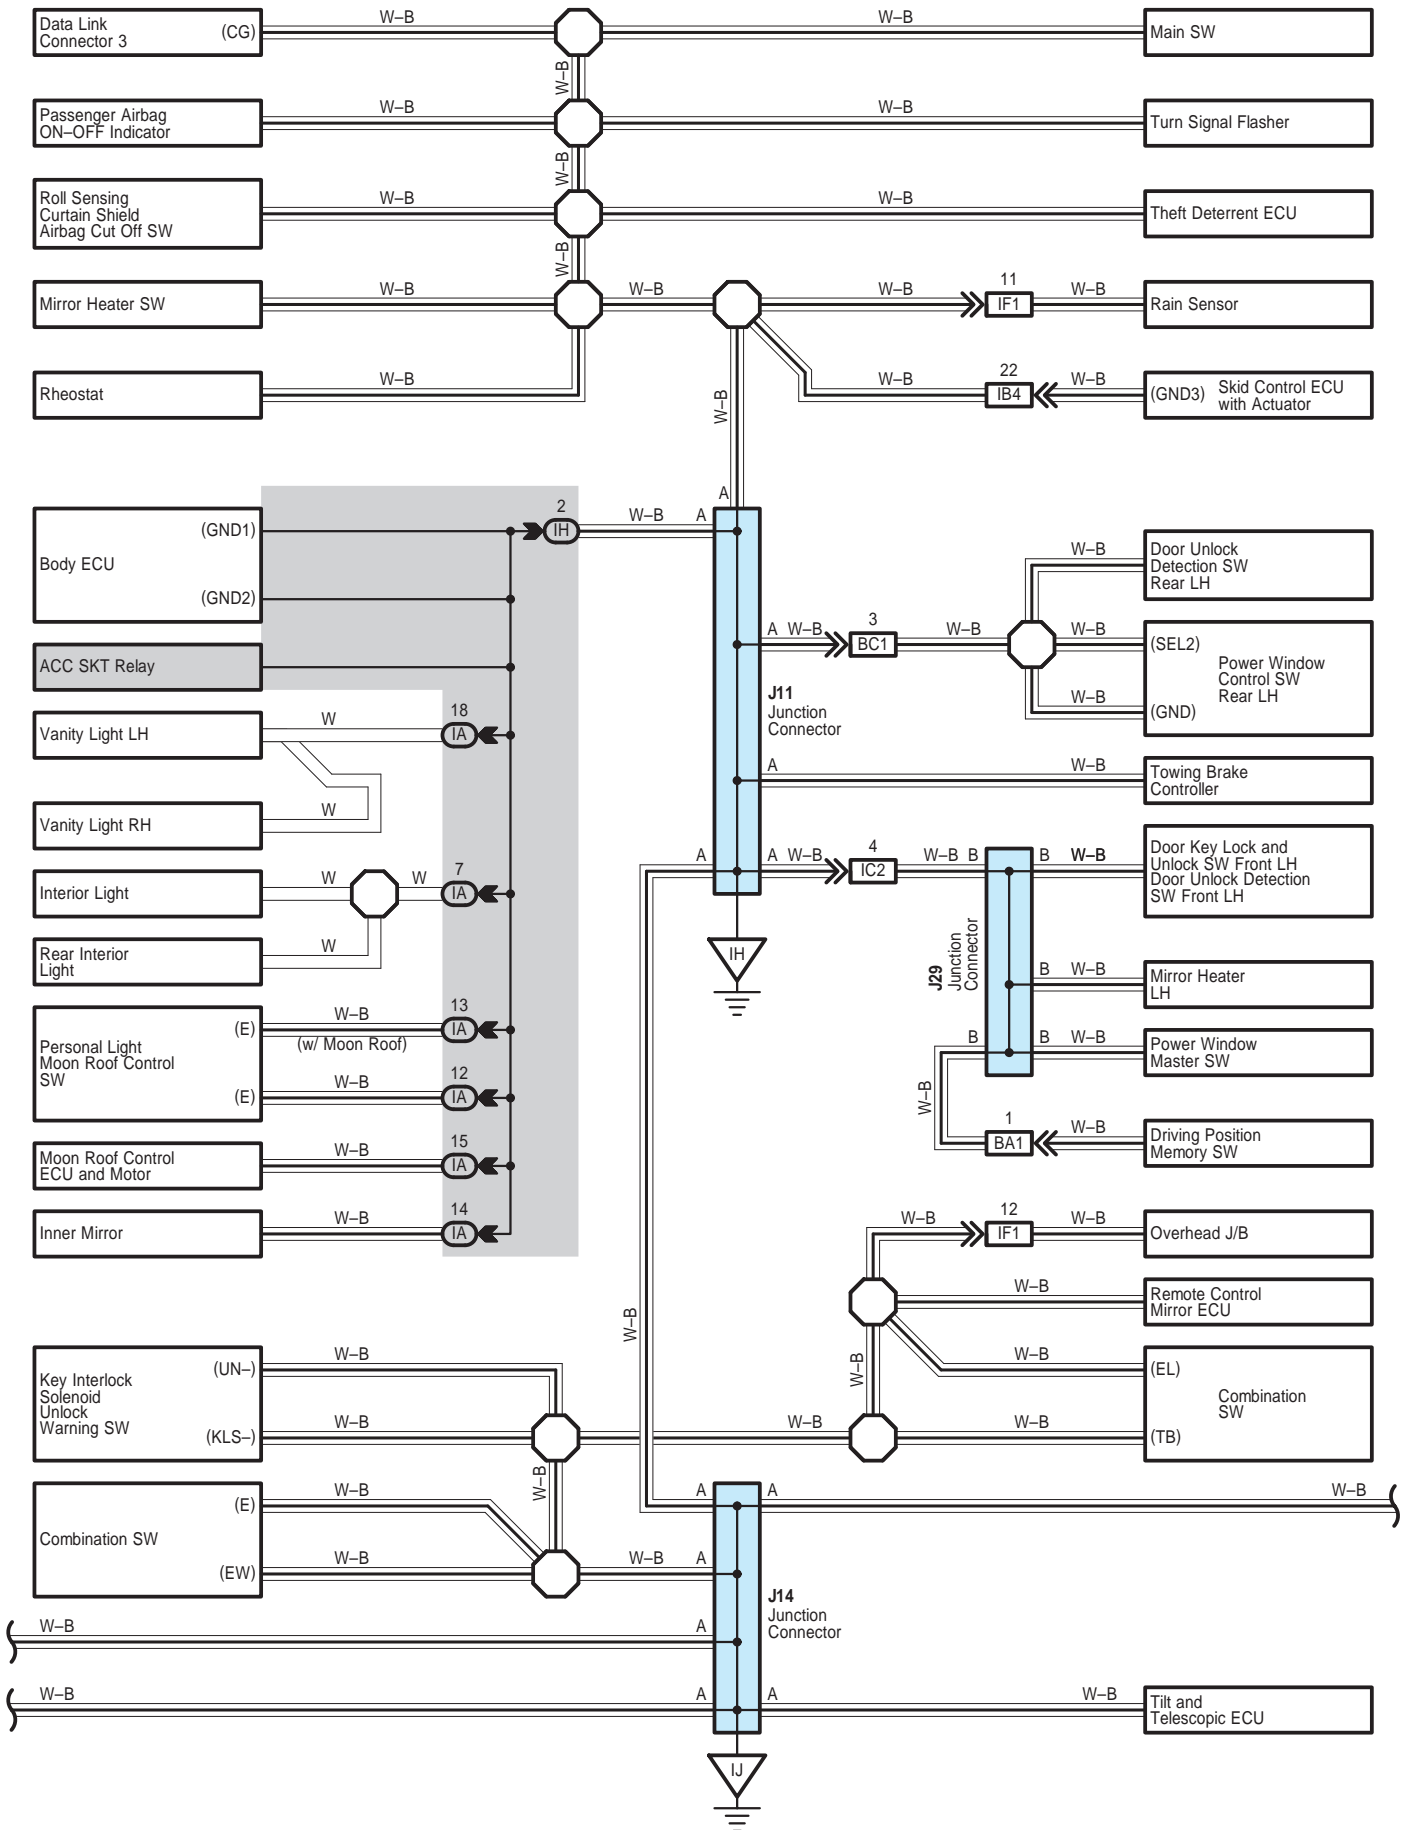 Data Link
Connector 3
(CG)
W–B
W–B
Main SW
W–B
Passenger Airbag
ON–OFF Indicator
W–B
W–B
Turn Signal Flasher
W–B
Roll Sensing
Curtain Shield
Airbag Cut Off SW
W–B
W–B
Theft Deterrent ECU
W–B
Mirror Heater SW
W–B
W–B
W–B
11
IF1
W–B
Rain Sensor
Rheostat
W–B
W–B
22
IB4
W–B
(GND3)
Skid Control ECU
with Actuator
W–B
A
Body ECU
(GND1)
(GND2)
2
IH
W–B
A
ACC SKT Relay
Door Unlock
Detection SW
Rear LH
W–B
A
W–B
3
BC1
W–B
W–B
(SEL2)
Power Window
Control SW
Rear LH
W–B
(GND)
J11
Junction
Connector
Vanity Light LH
W
18
IA
A
W–B
Towing Brake
Controller
Vanity Light RH
W
A
A
W–B
4
IC2
W–B
B
B
W–B
Door Key Lock and
Unlock SW Front LH
Door Unlock Detection
SW Front LH
Interior Light
W
W
7
IA
Rear Interior
Light
W
IH
J29
Junction
Connector
B
W–B
Mirror Heater
LH
Personal Light
Moon Roof Control
SW
(E)
W–B
(w/ Moon Roof)
13
IA
(E)
W–B
12
IA
B
B
W–B
Power Window
Master SW
W–B
1
BA1
W–B
Driving Position
Memory SW
Moon Roof Control
ECU and Motor
W–B
15
IA
Inner Mirror
W–B
14
IA
W–B
12
IF1
W–B
Overhead J/B
W–B
Remote Control
Mirror ECU
W–B
W–B
Key Interlock
Solenoid
Unlock
Warning SW
(UN–)
W–B
(KLS–)
W–B
W–B
W–B
(EL)
Combination
SW
W–B
(TB)
W–B
Combination SW
(E)
W–B
(EW)
W–B
W–B
W–B
A
A
A
W–B
J14
Junction
Connector
W–B
A
W–B
A
A
W–B
Tilt and
Telescopic ECU
IJ